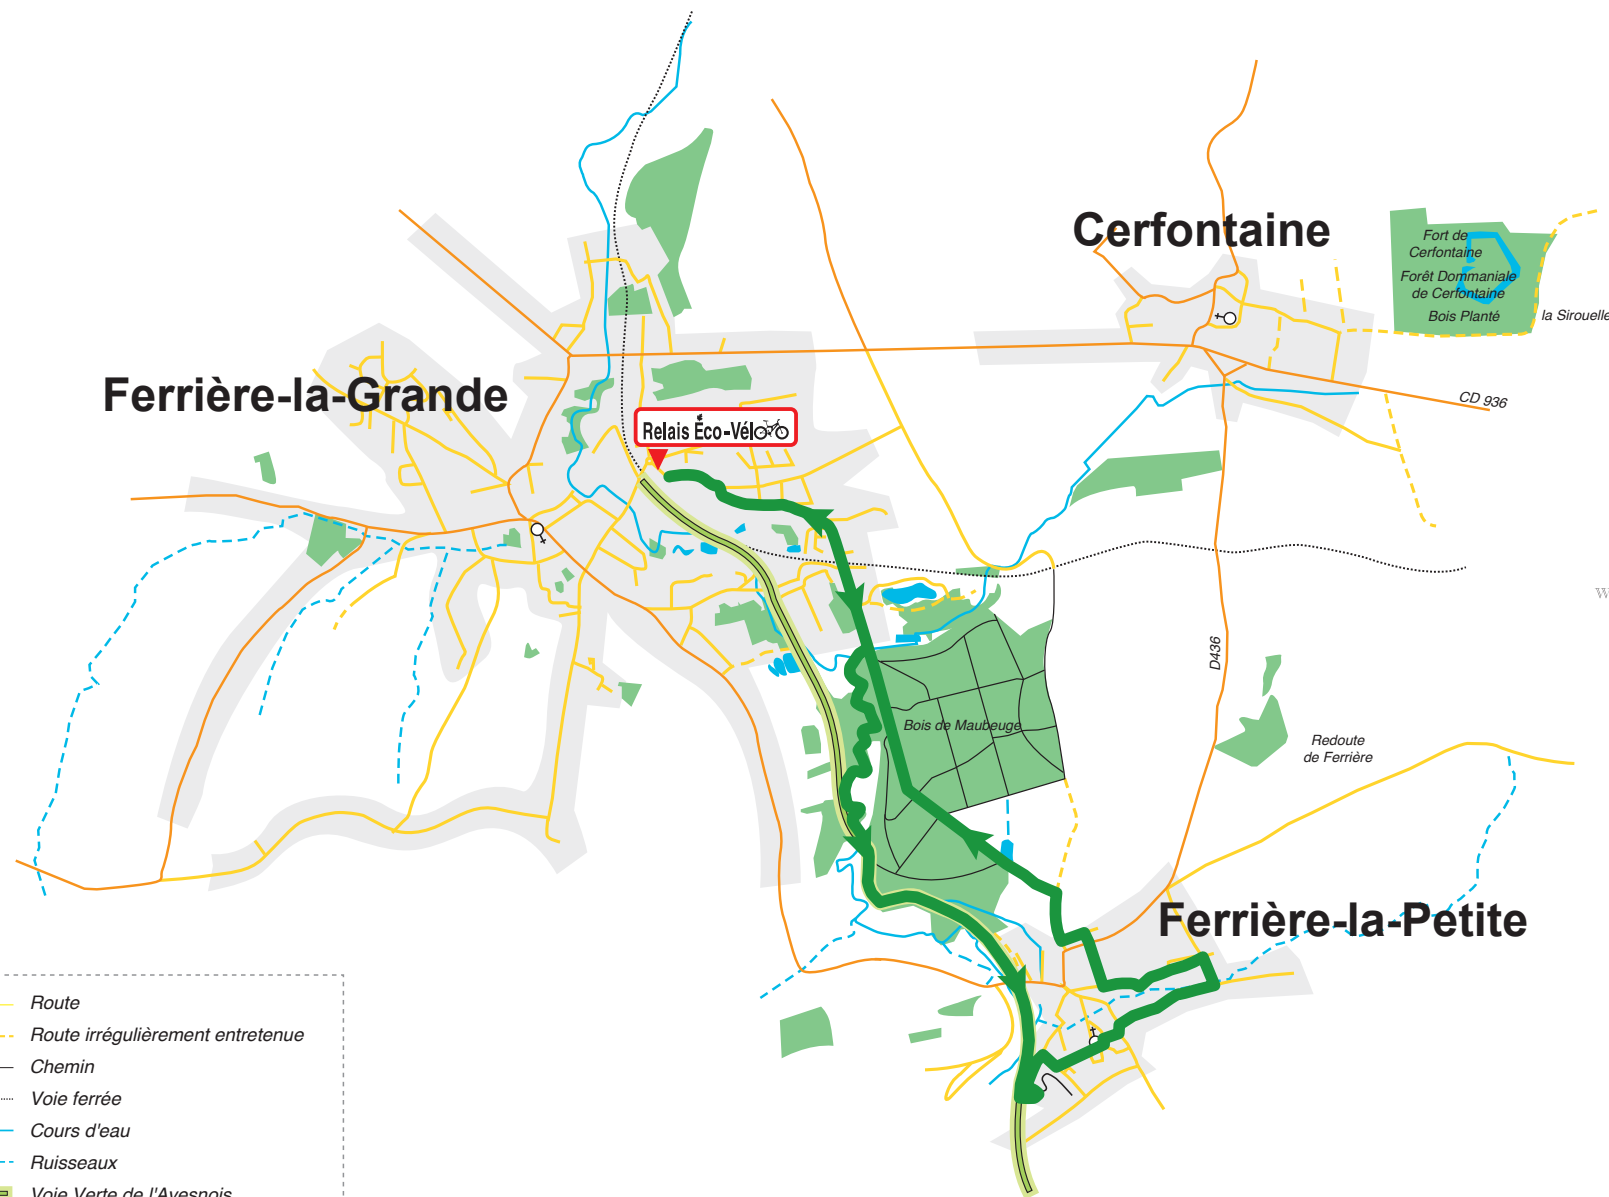 Cerfontaine
Fort de
Cerfontaine
Forêt Dommaniale
de Cerfontaine
Bois Planté
la Sirouelle
Ferrière-la-Grande
CD 936
Relais Éco-Vélo
W
D436
Bois de Maubeuge
Redoute
de Ferrière
Ferrière-la-Petite
Route
Route irrégulièrement entretenue
Chemin
Voie ferrée
Cours d'eau
Ruisseaux
Voie Verte de l'Avesnois